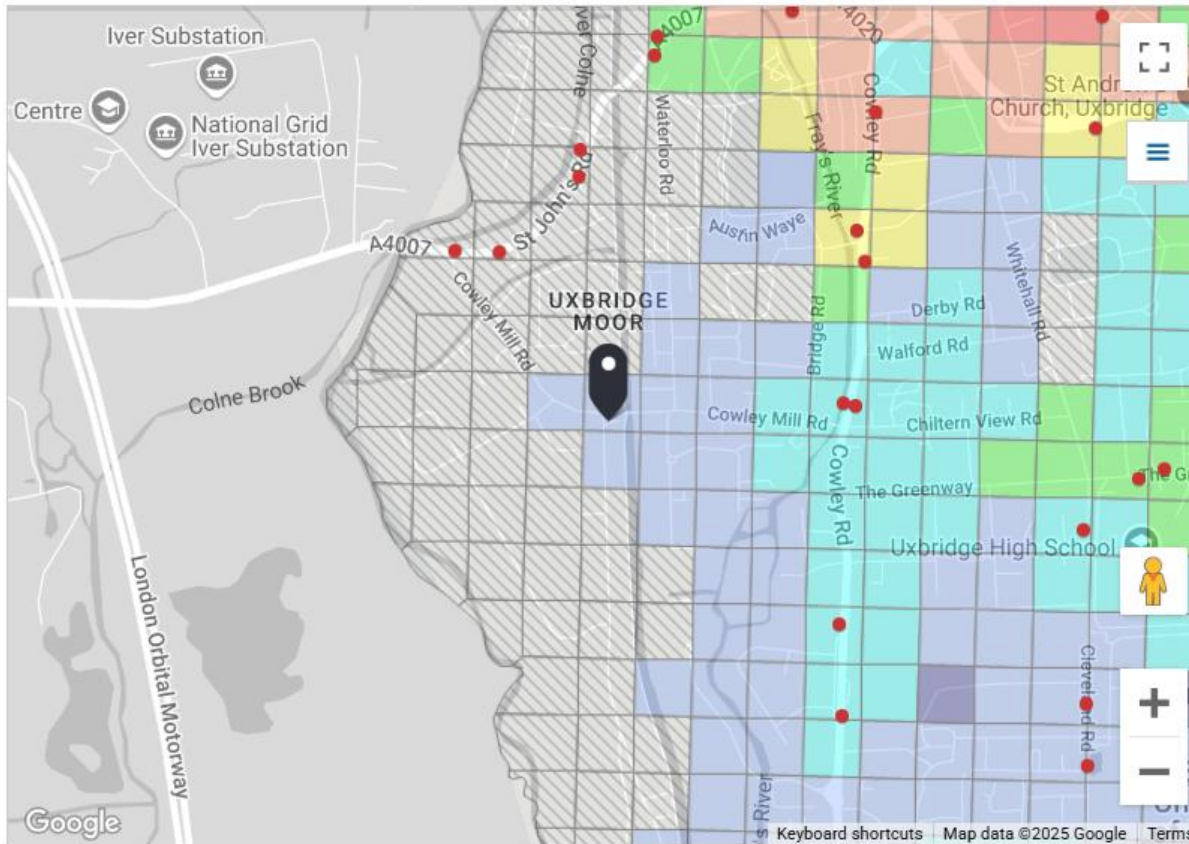 Iver Substation
Centre
National Grid
Iver Substation
A4007
A4020
St Andrew
Church, Uxbridge
Cowley Rd
Waterloo Rd
Fray's River
St John's Rd
Austin Waye
A4007
Whitehall Rd
UXBRIDGE
MOOR
Cowley Mill Rd
Derby Rd
Bridge Rd
Walford Rd
Colne Brook
Cowley Mill Rd
Chiltern View Rd
Cowley Rd
The Greenway
Uxbridge High School
London Orbital Motorway
Cleveland Rd
's River
Google
Keyboard shortcuts
Map data ©2025 Google
Terms